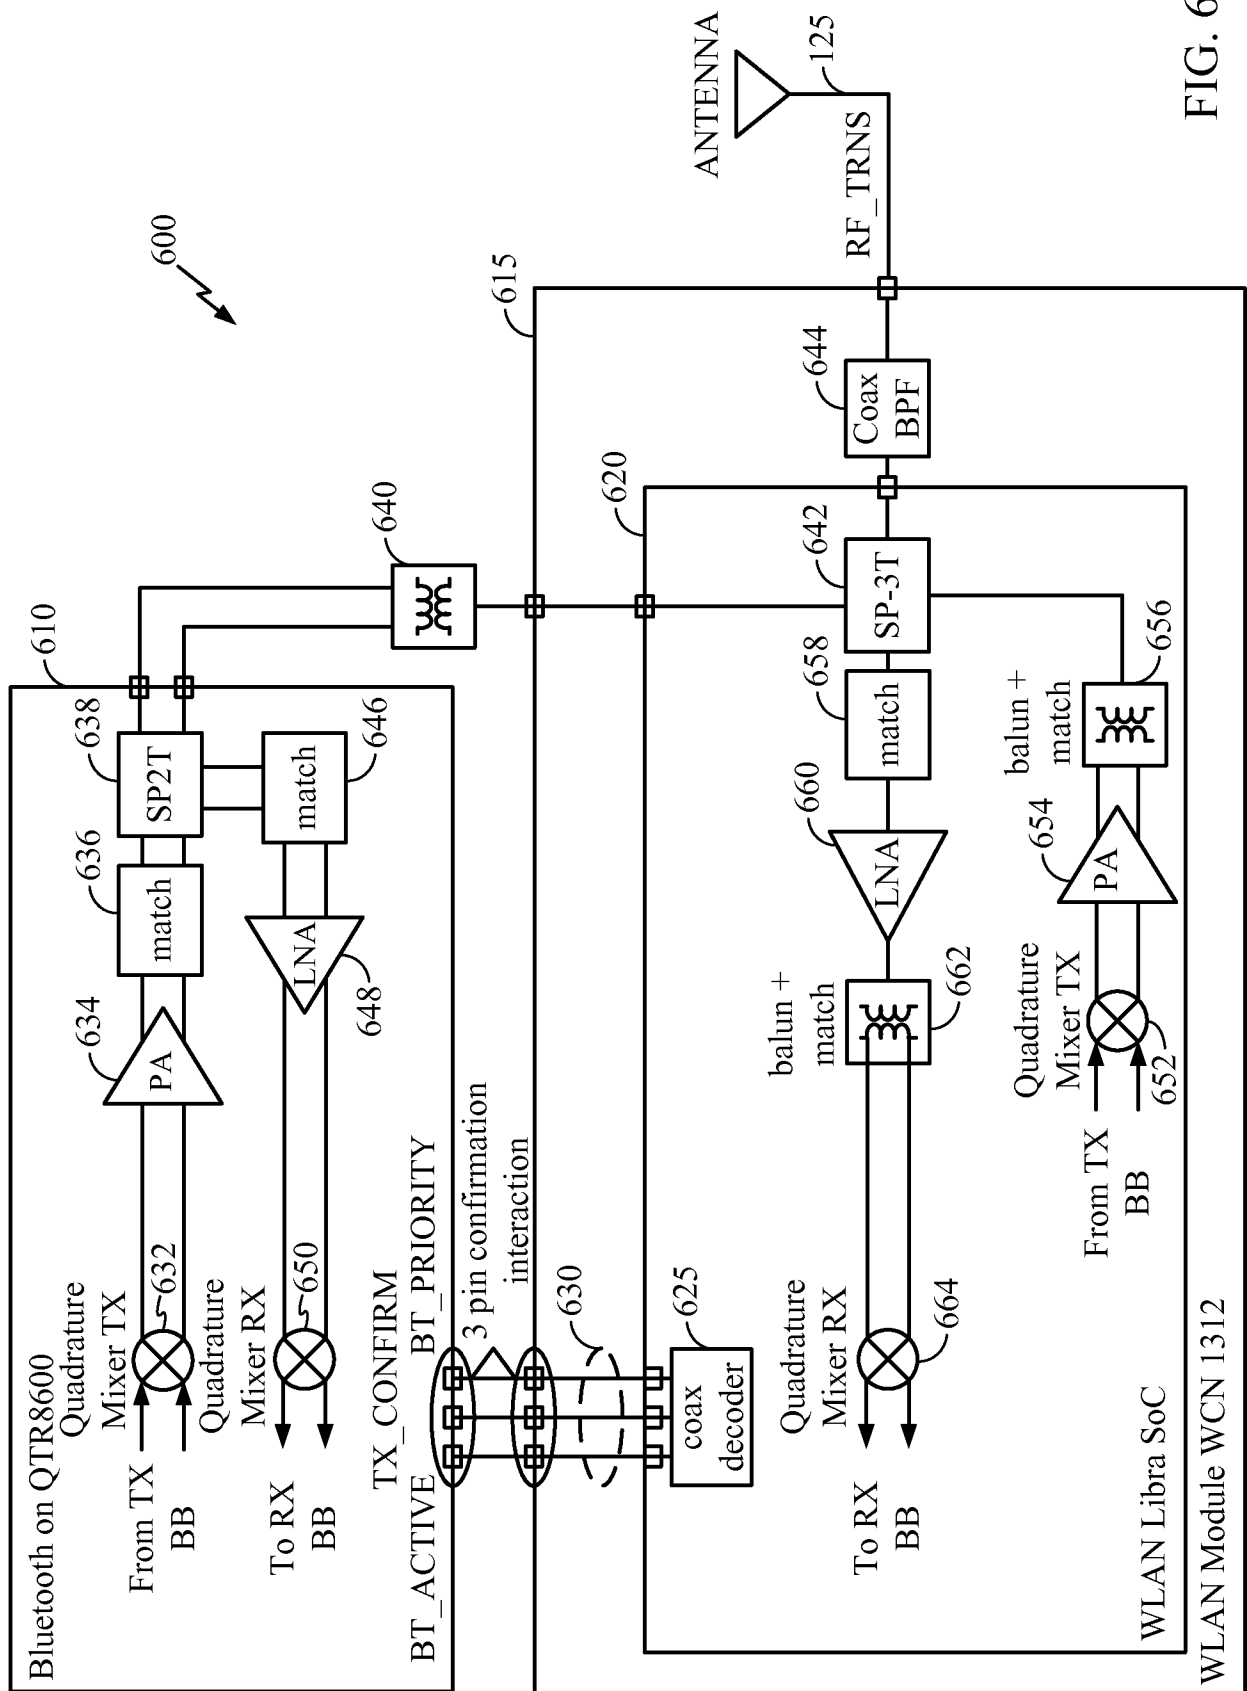 600
Bluetooth on QTR8600
610
Quadrature
Mixer TX
632
From TX
BB
634
PA
636
match
638
SP2T
Quadrature
Mixer RX
650
To RX
BB
LNA
648
match
646
640
BT_ACTIVE
TX_CONFIRM
BT_PRIORITY
3 pin confirmation
interaction
615
630
620
625
coax
decoder
Quadrature
Mixer RX
664
To RX
BB
balun +
match
662
660
LNA
658
match
642
SP-3T
644
Coax
BPF
RF_TRNS
125
ANTENNA
Quadrature
Mixer TX
652
From TX
BB
654
PA
balun +
match
656
WLAN Libra SoC
WLAN Module WCN 1312
FIG. 6